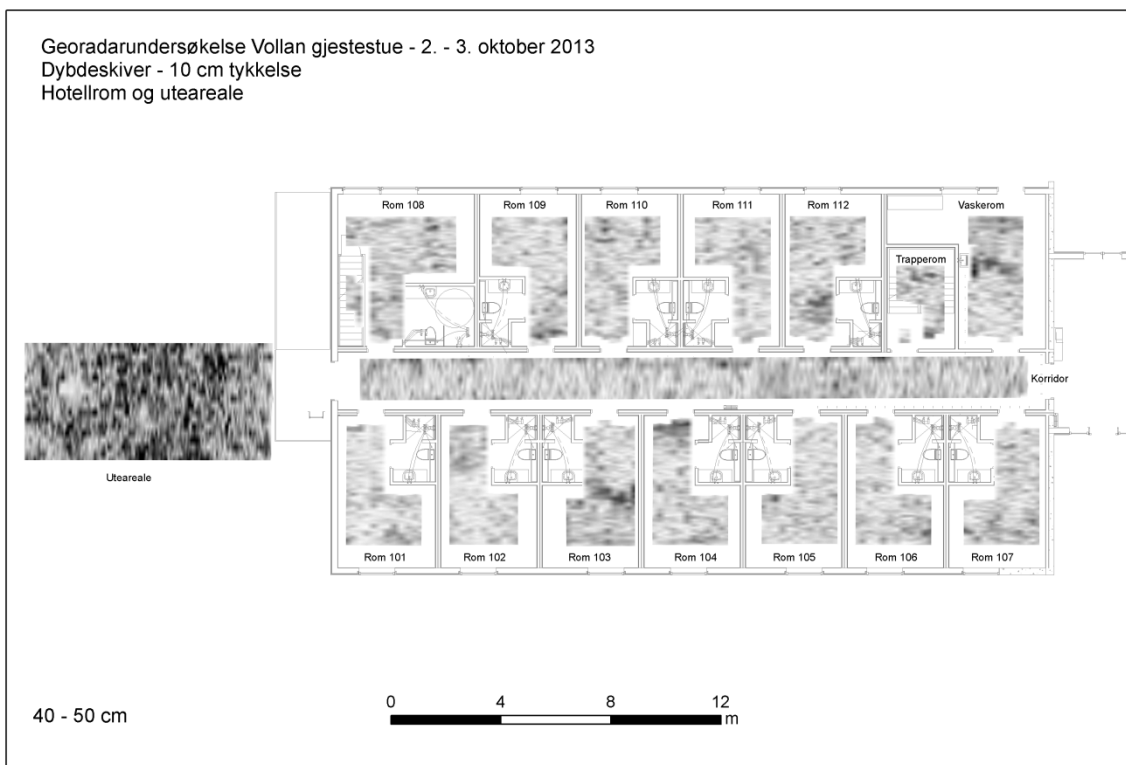 Georadarundersøkelse Vollan gjestestue - 2. - 3. oktober 2013
Dybdeskiver - 10 cm tykkelse
Hotellrom og uteareale
Rom 108
Rom 109
Rom 110
Rom 111
Rom 112
Vaskerom
Trapperom
Korridor
Uteareale
Rom 101
Rom 102
Rom 103
Rom 104
Rom 105
Rom 106
Rom 107
40 - 50 cm
0 4 8 12
m